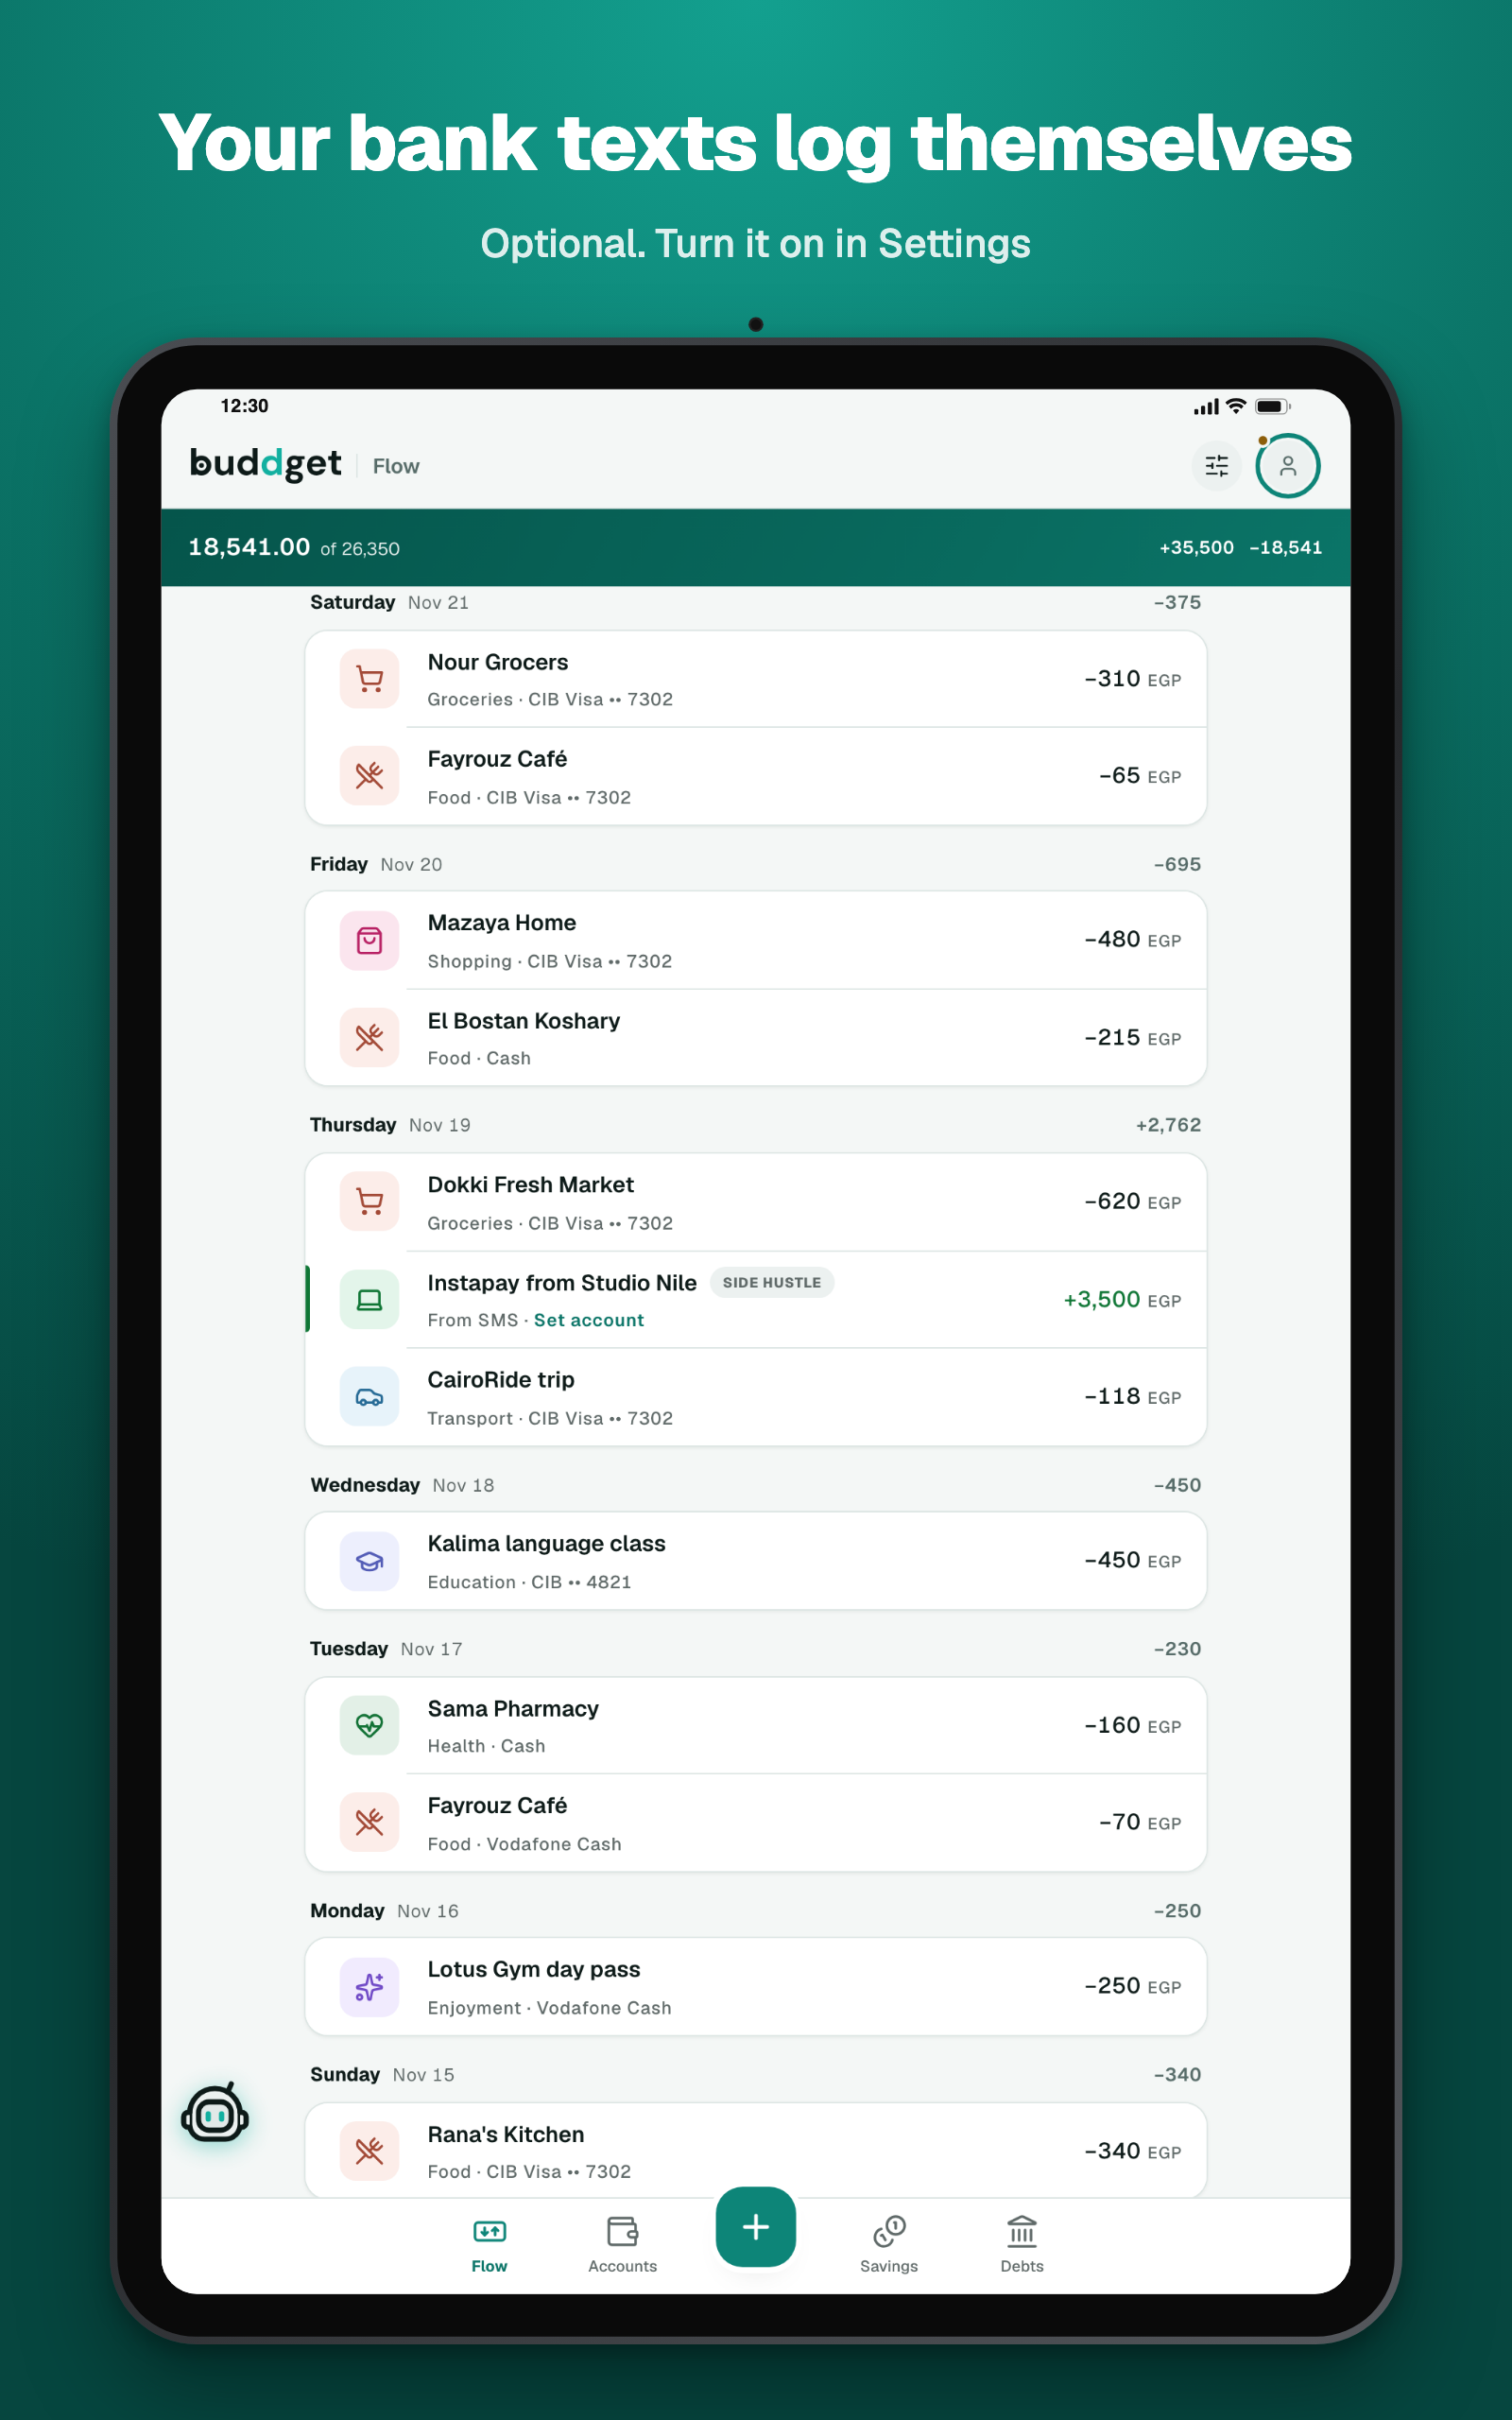 Your bank texts log themselves
Optional. Turn it on in Settings
12:30
buddget Flow
18,541.00 of 26,350 +35,500 −18,541
Saturday Nov 21 −375
Nour Grocers
−310 EGP
Groceries · CIB Visa •• 7302
Fayrouz Café
−65 EGP
Food · CIB Visa •• 7302
Friday Nov 20 −695
Mazaya Home
−480 EGP
Shopping · CIB Visa •• 7302
El Bostan Koshary
−215 EGP
Food · Cash
Thursday Nov 19 +2,762
Dokki Fresh Market
−620 EGP
Groceries · CIB Visa •• 7302
Instapay from Studio Nile SIDE HUSTLE
+3,500 EGP
From SMS · Set account
CairoRide trip
−118 EGP
Transport · CIB Visa •• 7302
Wednesday Nov 18 −450
Kalima language class
−450 EGP
Education · CIB •• 4821
Tuesday Nov 17 −230
Sama Pharmacy
−160 EGP
Health · Cash
Fayrouz Café
−70 EGP
Food · Vodafone Cash
Monday Nov 16 −250
Lotus Gym day pass
−250 EGP
Enjoyment · Vodafone Cash
Sunday Nov 15 −340
Rana's Kitchen
−340 EGP
Food · CIB Visa •• 7302
Flow Accounts Savings Debts